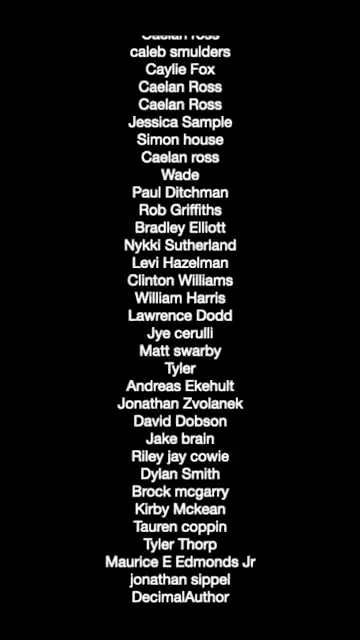 Caelan ross
caleb smulders
Caylie Fox
Caelan Ross
Caelan Ross
Jessica Sample
Simon house
Caelan ross
Wade
Paul Ditchman
Rob Griffiths
Bradley Elliott
Nykki Sutherland
Levi Hazelman
Clinton Williams
William Harris
Lawrence Dodd
Jye cerulli
Matt swarby
Tyler
Andreas Ekehult
Jonathan Zvolanek
David Dobson
Jake brain
Riley jay cowie
Dylan Smith
Brock mcgarry
Kirby Mckean
Tauren coppin
Tyler Thorp
Maurice E Edmonds Jr
jonathan sippel
DecimalAuthor